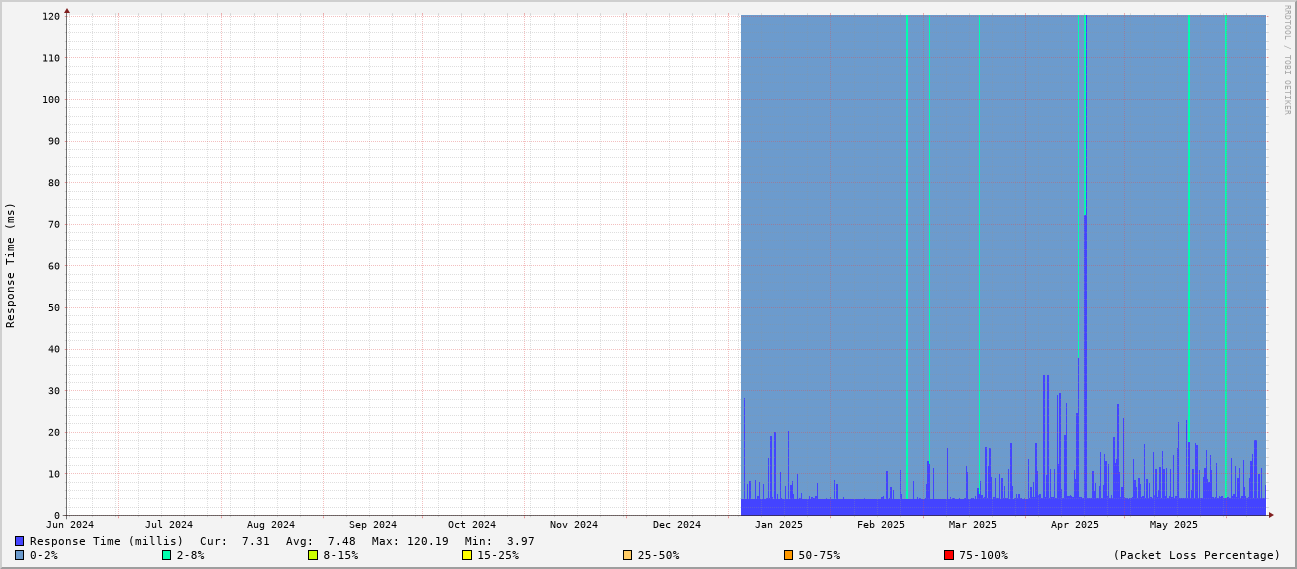 RRDTOOL / TOBI OETIKER
Response Time (ms)
120
110
100
90
80
70
60
50
40
30
20
10
0
Jun 2024 Jul 2024 Aug 2024 Sep 2024 Oct 2024 Nov 2024 Dec 2024 Jan 2025 Feb 2025 Mar 2025 Apr 2025 May 2025
Response Time (millis) Cur: 7.31 Avg: 7.48 Max: 120.19 Min: 3.97
0-2% 2-8% 8-15% 15-25% 25-50% 50-75% 75-100% (Packet Loss Percentage)